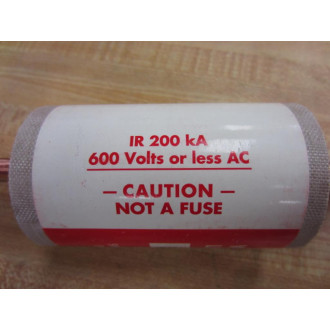 IR 200 kA
600 Volts or less AC
– CAUTION –
NOT A FUSE